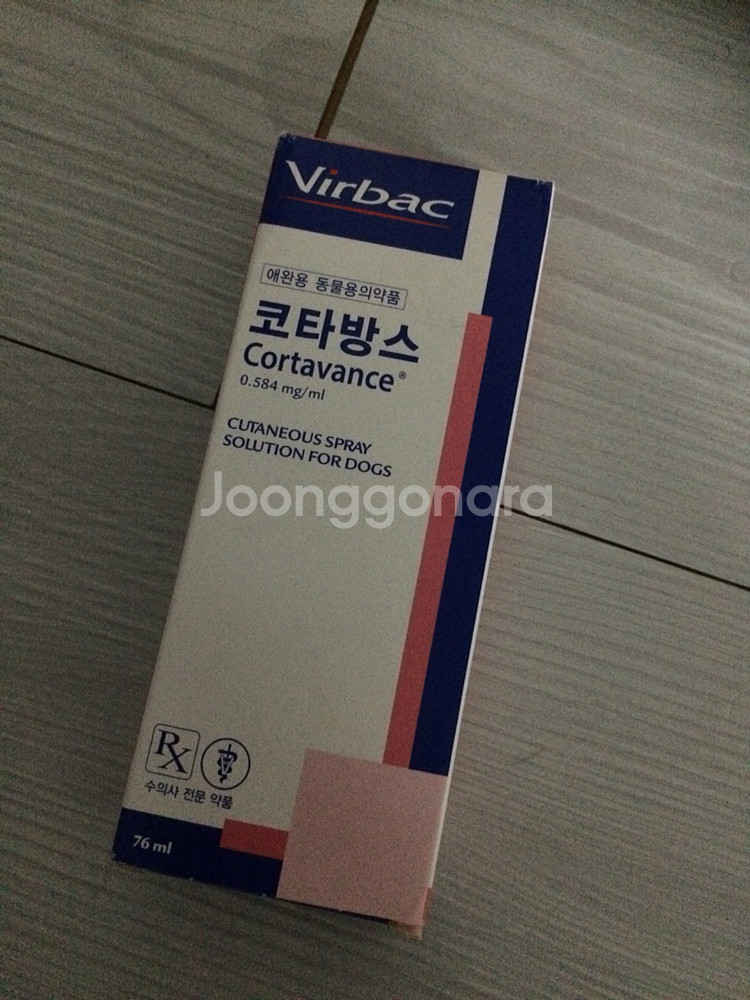 Virbac
애완용 동물용의약품
코타방스
Cortavance®
0.584 mg/ml
CUTANEOUS SPRAY
SOLUTION FOR DOGS
Joonggonara
RX
수의사 전문 약품
76 ml